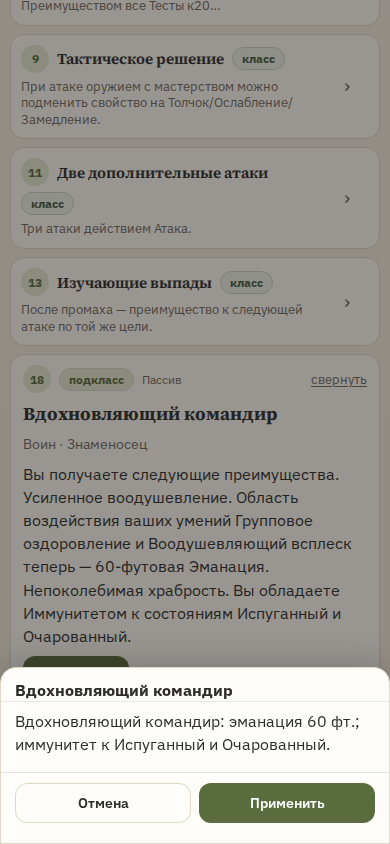 Преимуществом все Тесты к20...
9 Тактическое решение класс
При атаке оружием с мастерством можно
подменить свойство на Толчок/Ослабление/
Замедление.
11 Две дополнительные атаки
класс
Три атаки действием Атака.
13 Изучающие выпады класс
После промаха — преимущество к следующей
атаке по той же цели.
18 подкласс Пассив свернуть
Вдохновляющий командир
Воин · Знаменосец
Вы получаете следующие преимущества.
Усиленное воодушевление. Область
воздействия ваших умений Групповое
оздоровление и Воодушевляющий всплеск
теперь — 60-футовая Эманация.
Непоколебимая храбрость. Вы обладаете
Иммунитетом к состояниям Испуганный и
Очарованный.
Вдохновляющий командир
Вдохновляющий командир: эманация 60 фт.;
иммунитет к Испуганный и Очарованный.
Отмена Применить